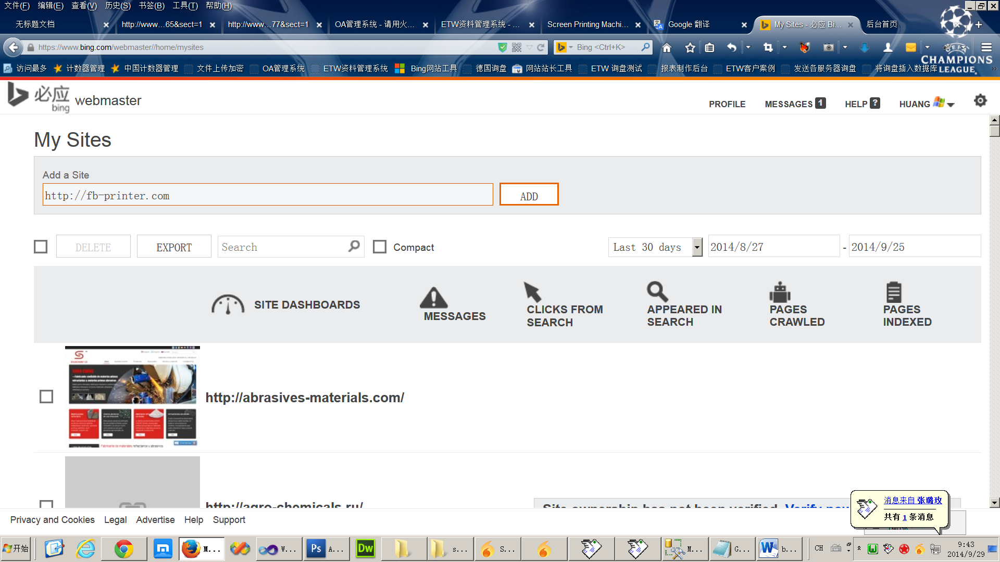 文件(F) 编辑(E) 查看(V) 历史(S) 书签(B) 工具(T) 帮助(H)
无标题文档 http://www...65&sect=1 http://www...77&sect=1 OA管理系统 - 请用火... ETW资料管理系统 - ... Screen Printing Machi... Google 翻译 My Sites - 必应 Bi... 后台首页
https://www.bing.com/webmaster//home/mysites Bing <Ctrl+K>
访问最多 计数器管理 中国计数器管理 文件上传加密 OA管理系统 ETW资料管理系统 Bing网站工具 德国询盘 网站站长工具 ETW 询盘测试 报表制作后台 ETW客户案例 发送各服务器询盘 将询盘插入数据库
CHAMPIONS
LEAGUE
必应
bing
webmaster
PROFILE MESSAGES 1 HELP ? HUANG
My Sites
Add a Site
http://fb-printer.com ADD
DELETE EXPORT Search Compact Last 30 days 2014/8/27 - 2014/9/25
SITE DASHBOARDS
MESSAGES
CLICKS FROM
SEARCH
APPEARED IN
SEARCH
PAGES
CRAWLED
PAGES
INDEXED
http://abrasives-materials.com/
http://agro-chemicals.ru/
Site ownership has not been verified. Verify now
消息来自 张璐玫
共有 1 条消息
140%
Privacy and Cookies Legal Advertise Help Support
开始 M... W... A... s... S... M... G... b... CH
Ps Dw
9:43
2014/9/29